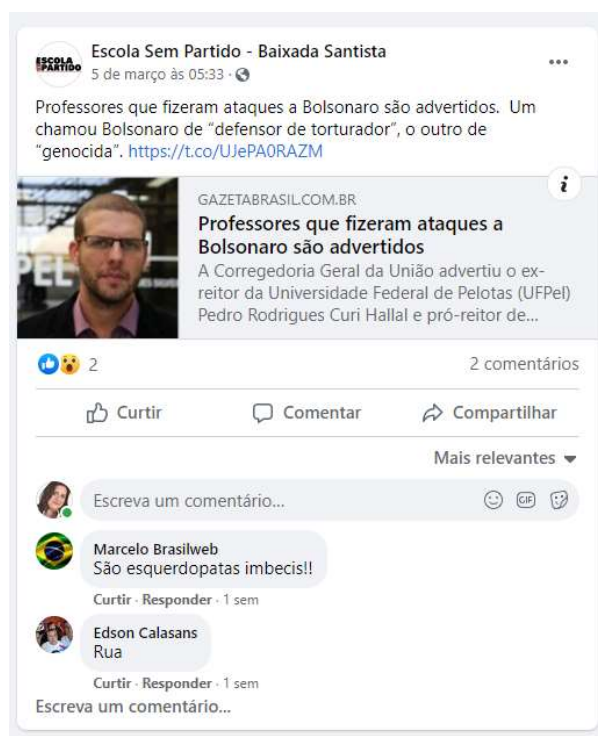 ESCOLA
SEMPARTIDO
Escola Sem Partido - Baixada Santista
5 de março às 05:33 ·
Professores que fizeram ataques a Bolsonaro são advertidos. Um
chamou Bolsonaro de “defensor de torturador”, o outro de
“genocida”. https://t.co/UJePA0RAZM
PEL
GAZETABRASIL.COM.BR
Professores que fizeram ataques a
Bolsonaro são advertidos
A Corregedoria Geral da União advertiu o ex-
reitor da Universidade Federal de Pelotas (UFPel)
Pedro Rodrigues Curi Hallal e pró-reitor de...
i
2
2 comentários
Curtir
Comentar
Compartilhar
Mais relevantes
Escreva um comentário...
GIF
Marcelo Brasilweb
São esquerdopatas imbecis!!
Curtir · Responder · 1 sem
Edson Calasans
Rua
Curtir · Responder · 1 sem
Escreva um comentário...